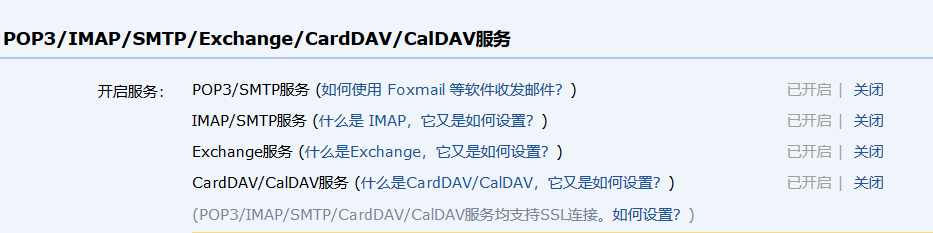 POP3/IMAP/SMTP/Exchange/CardDAV/CalDAV服务
开启服务： POP3/SMTP服务 (如何使用 Foxmail 等软件收发邮件？) 已开启 | 关闭
IMAP/SMTP服务 (什么是 IMAP，它又是如何设置？) 已开启 | 关闭
Exchange服务 (什么是Exchange，它又是如何设置？) 已开启 | 关闭
CardDAV/CalDAV服务 (什么是CardDAV/CalDAV，它又是如何设置？) 已开启 | 关闭
(POP3/IMAP/SMTP/CardDAV/CalDAV服务均支持SSL连接。如何设置？)